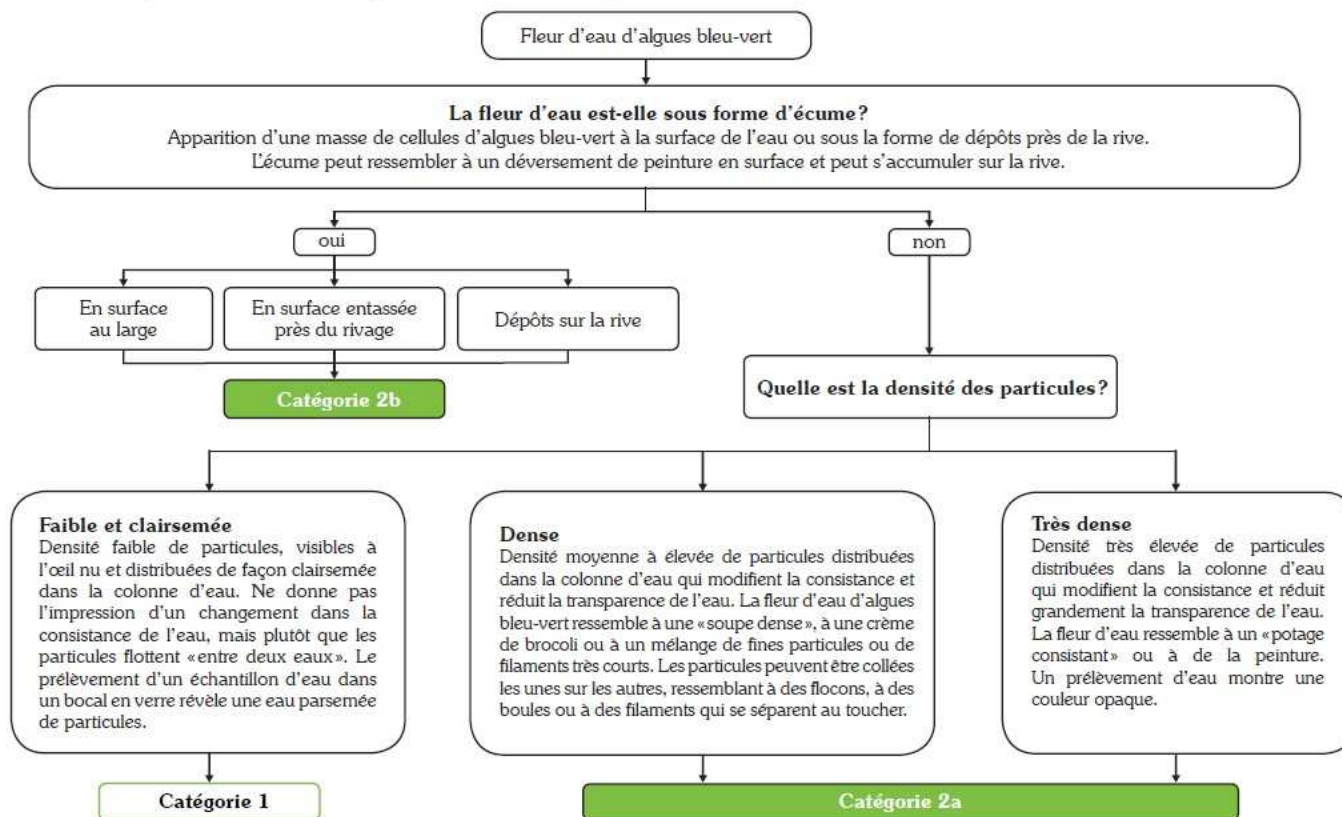 Fleur d'eau d'algues bleu-vert
La fleur d'eau est-elle sous forme d'écume?
Apparition d'une masse de cellules d'algues bleu-vert à la surface de l'eau ou sous la forme de dépôts près de la rive.
L'écume peut ressembler à un déversement de peinture en surface et peut s'accumuler sur la rive.
oui
non
En surface
au large
En surface entassée
près du rivage
Dépôts sur la rive
Catégorie 2b
Quelle est la densité des particules?
Faible et clairsemée
Densité faible de particules, visibles à
l'œil nu et distribuées de façon clairsemée
dans la colonne d'eau. Ne donne pas
l'impression d'un changement dans la
consistance de l'eau, mais plutôt que les
particules flottent «entre deux eaux». Le
prélèvement d'un échantillon d'eau dans
un bocal en verre révèle une eau parsemée
de particules.
Dense
Densité moyenne à élevée de particules distribuées
dans la colonne d'eau qui modifient la consistance et
réduit la transparence de l'eau. La fleur d'eau d'algues
bleu-vert ressemble à une «soupe dense», à une crème
de brocoli ou à un mélange de fines particules ou de
filaments très courts. Les particules peuvent être collées
les unes sur les autres, ressemblant à des flocons, à des
boules ou à des filaments qui se séparent au toucher.
Très dense
Densité très élevée de particules
distribuées dans la colonne d'eau
qui modifient la consistance et réduit
grandement la transparence de l'eau.
La fleur d'eau ressemble à un «potage
consistant» ou à de la peinture.
Un prélèvement d'eau montre une
couleur opaque.
Catégorie 1
Catégorie 2a